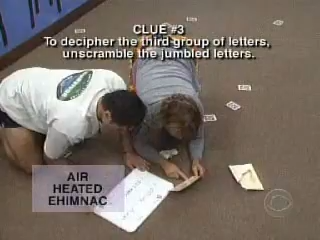 CLUE #3
To decipher the third group of letters,
unscramble the jumbled letters.
AIR
HEATED
EHIMNAC